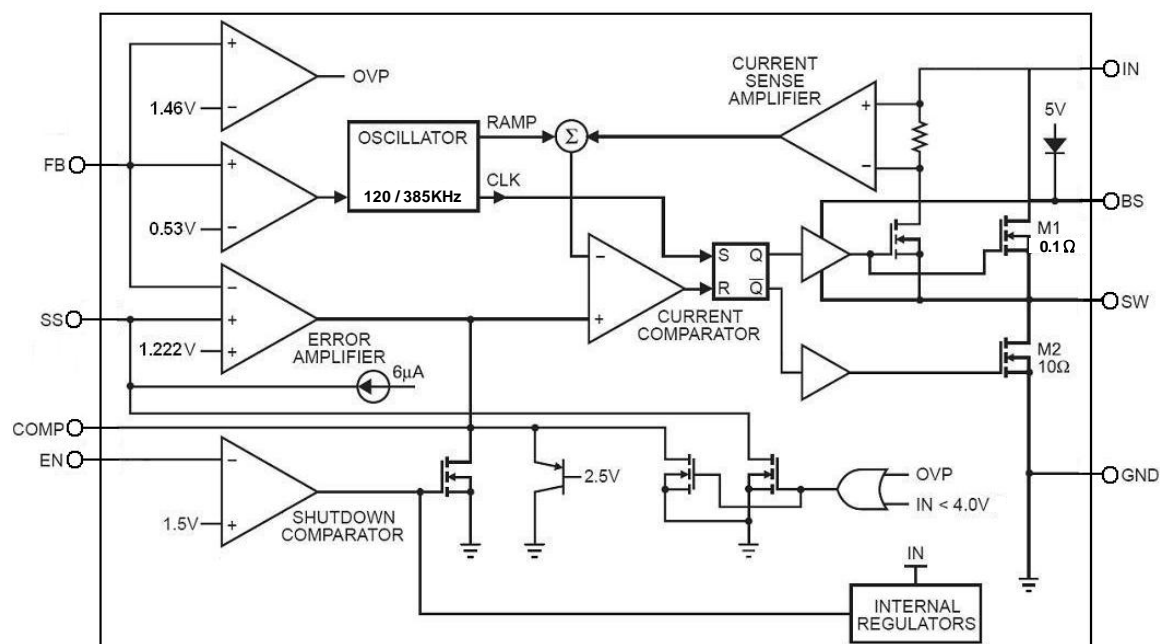 FB
SS
COMP
EN
+
1.46V
−
OVP
+
0.53V
−
OSCILLATOR
120 / 385KHz
RAMP
CLK
Σ
CURRENT
SENSE
AMPLIFIER
+
−
IN
5V
BS
M1
0.1 Ω
SW
M2
10Ω
GND
−
+
1.222V
+
ERROR
AMPLIFIER
6μA
−
+
CURRENT
COMPARATOR
S Q
R Q̅
−
1.5V
+
SHUTDOWN
COMPARATOR
2.5V
OVP
IN < 4.0V
IN
INTERNAL
REGULATORS